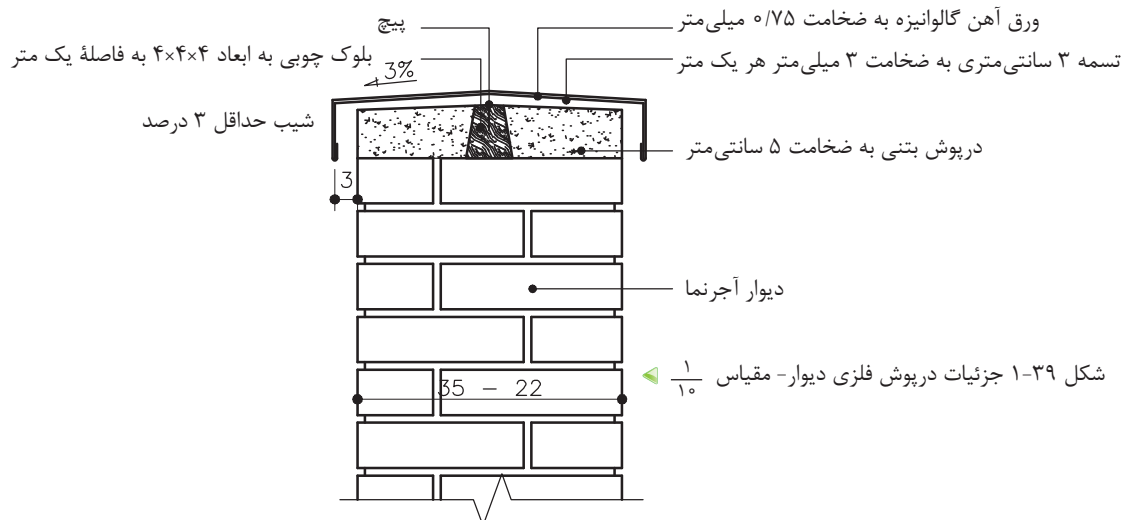 ورق آهن گالوانیزه به ضخامت ۰/۷۵ میلی‌متر
پیچ
تسمه ۳ سانتی‌متری به ضخامت ۳ میلی‌متر هر یک متر
بلوک چوبی به ابعاد ۴×۴×۴ به فاصلهٔ یک متر
3%
شیب حداقل ۳ درصد
درپوش بتنی به ضخامت ۵ سانتی‌متر
3
دیوار آجرنما
شکل ۳۹-۱ جزئیات درپوش فلزی دیوار- مقیاس ۱/۱۰
35 – 22